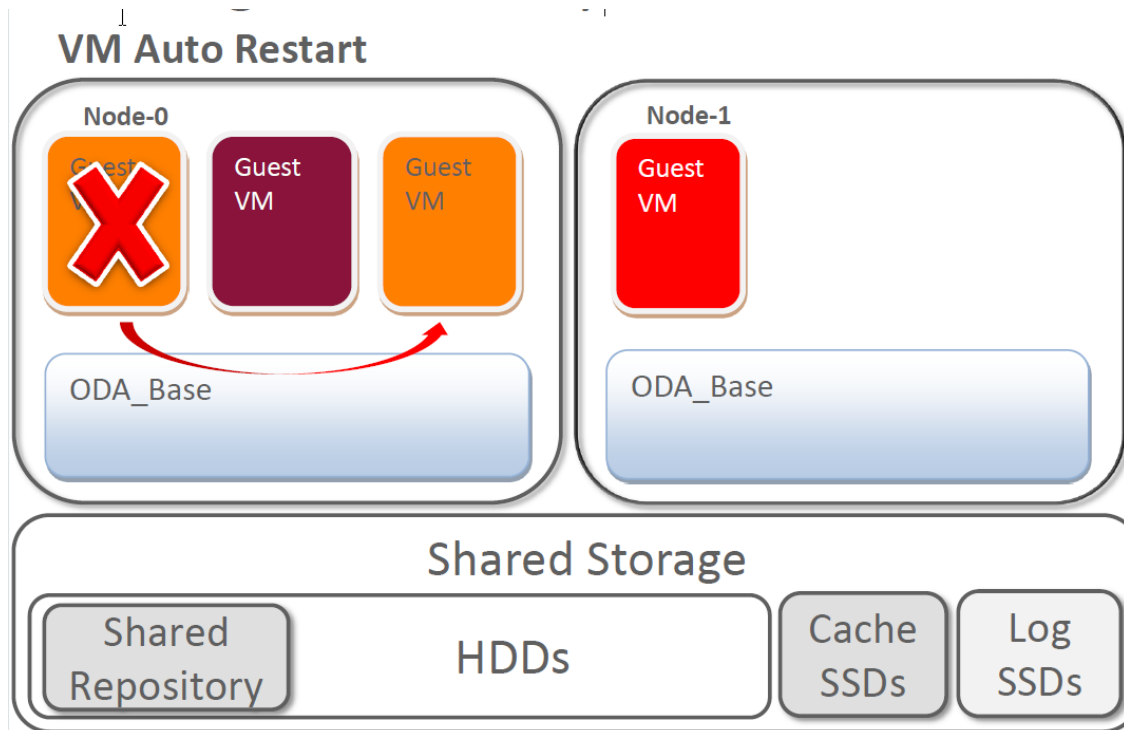 VM Auto Restart
Node-0
Guest
Guest
VM
Guest
VM
ODA_Base
Node-1
Guest
VM
ODA_Base
Shared Storage
Shared
Repository
HDDs
Cache
SSDs
Log
SSDs